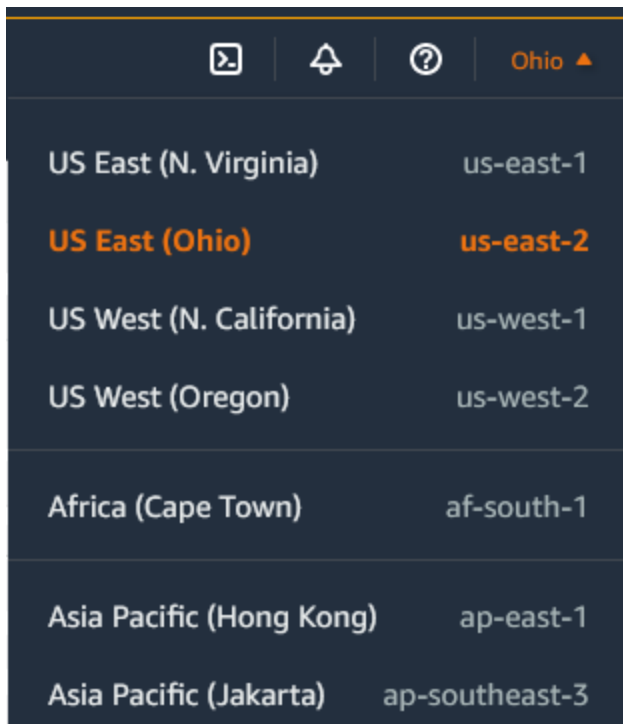 Ohio ▲
US East (N. Virginia) us-east-1
US East (Ohio) us-east-2
US West (N. California) us-west-1
US West (Oregon) us-west-2
Africa (Cape Town) af-south-1
Asia Pacific (Hong Kong) ap-east-1
Asia Pacific (Jakarta) ap-southeast-3